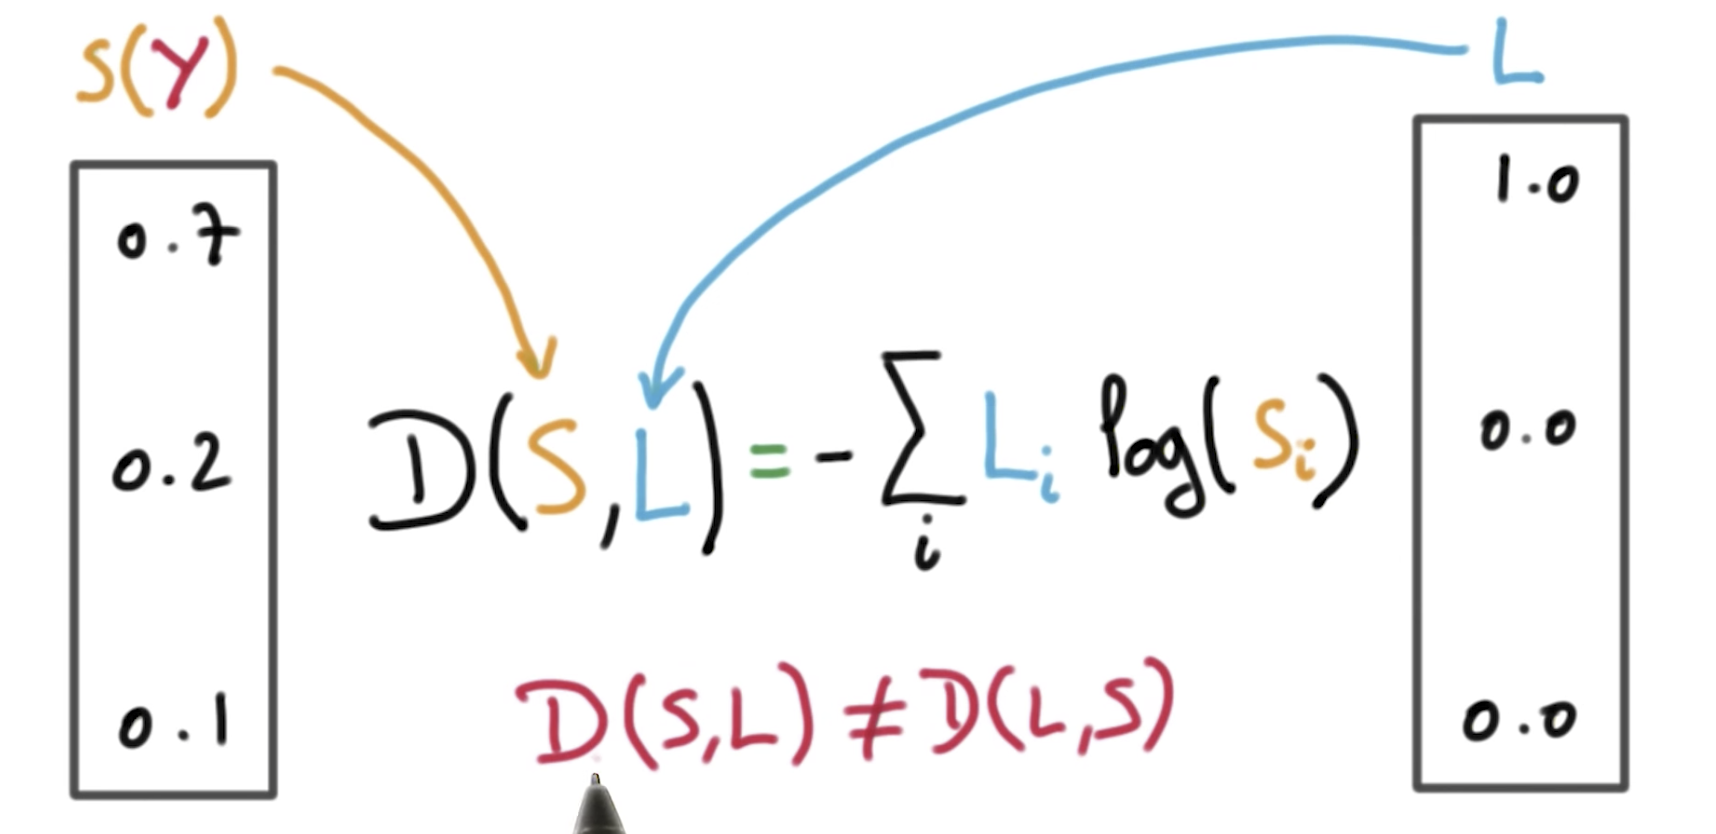 S(Y)
L
0.7
0.2
0.1
D(S,L) = - ∑ᵢ Lᵢ log(Sᵢ)
1.0
0.0
0.0
D(S,L) ≠ D(L,S)